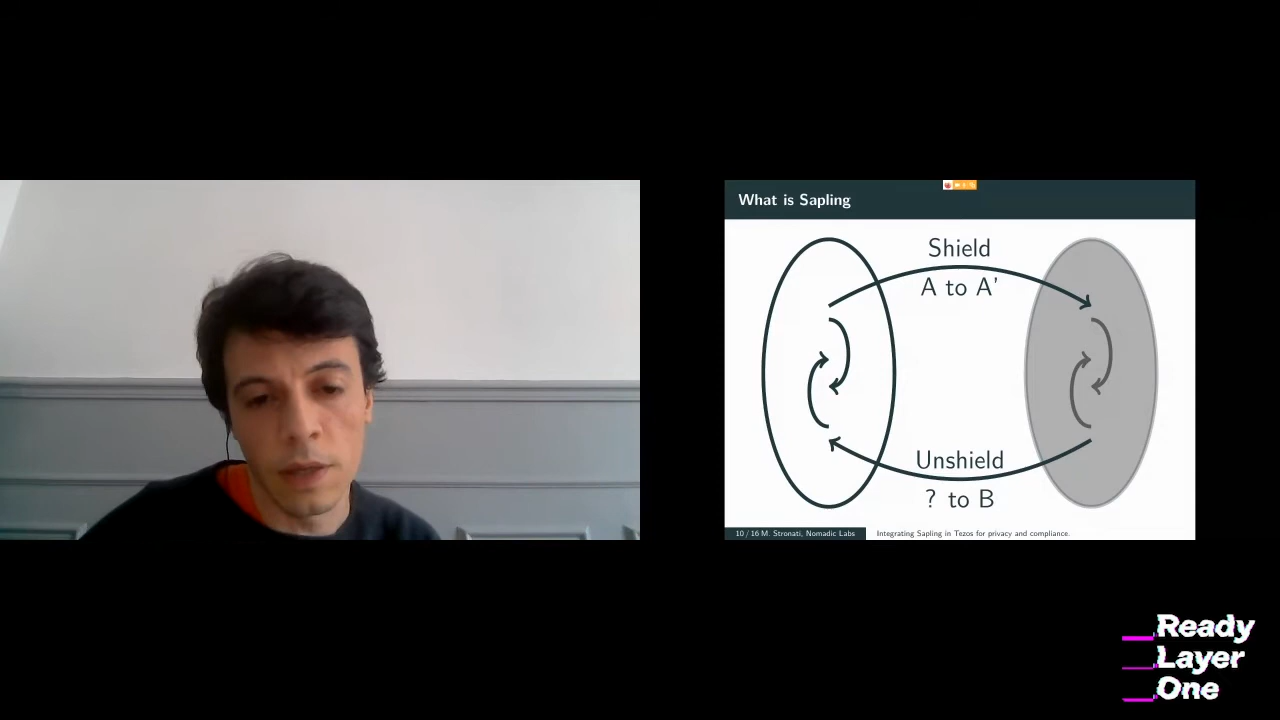 What is Sapling
Shield
A to A'
Unshield
? to B
10 / 16 M. Stronati, Nomadic Labs
Integrating Sapling in Tezos for privacy and compliance.
Ready
Layer
One